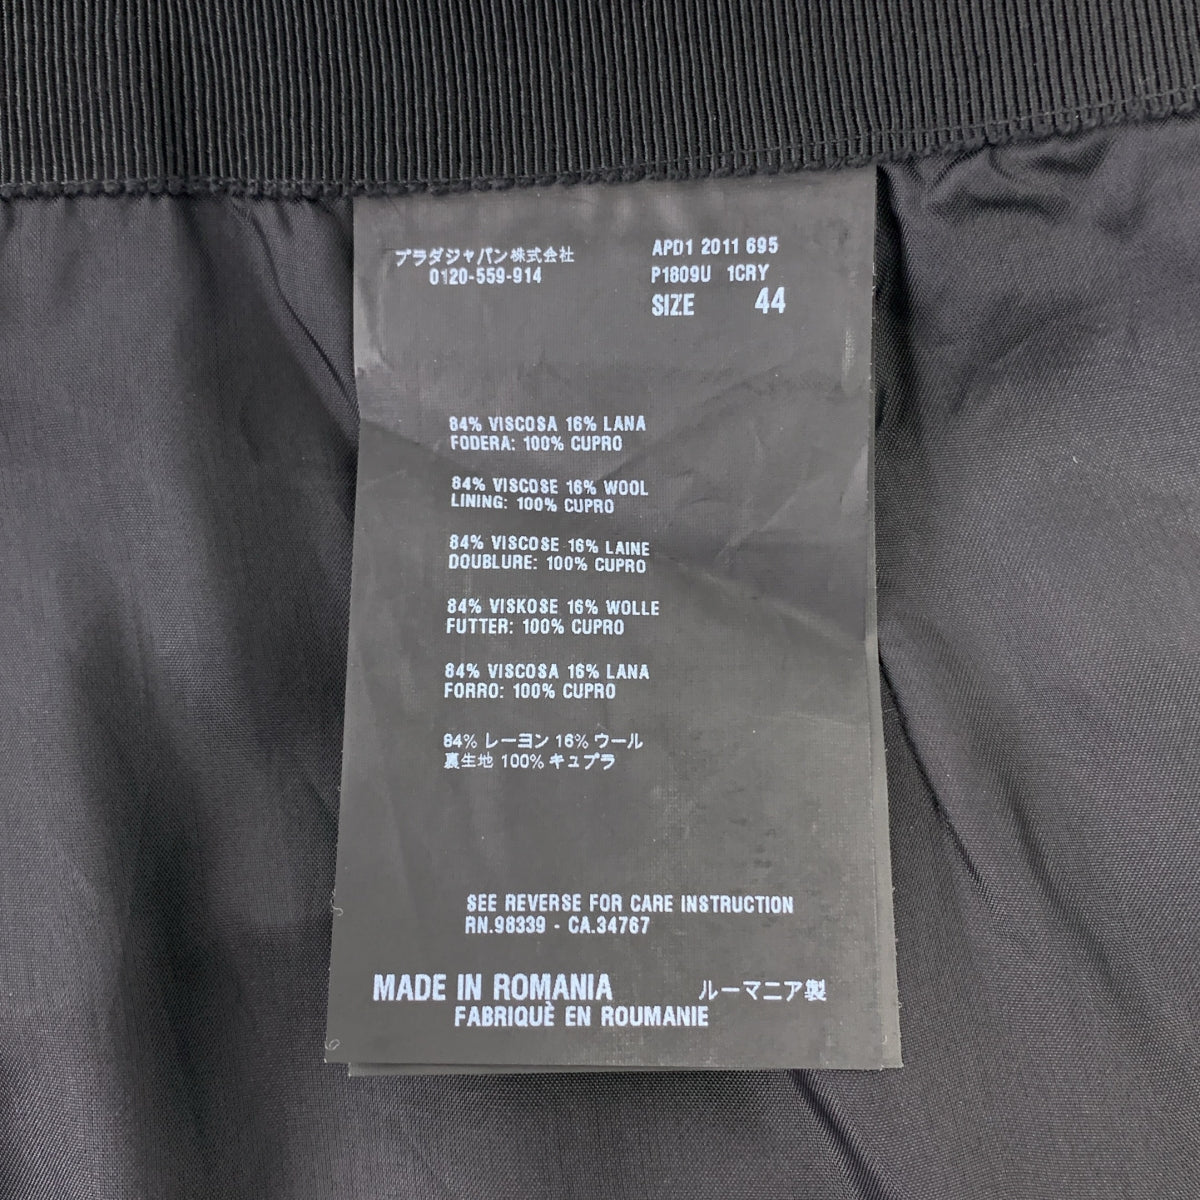 プラダジャパン株式会社
0120-559-914
APD1 2011 695
P1809U 1CRY
SIZE 44
84% VISCOSA 16% LANA
FODERA: 100% CUPRO
84% VISCOSE 16% WOOL
LINING: 100% CUPRO
84% VISCOSE 16% LAINE
DOUBLURE: 100% CUPRO
84% VISKOSE 16% WOLLE
FUTTER: 100% CUPRO
84% VISCOSA 16% LANA
FORRO: 100% CUPRO
84% レーヨン 16% ウール
裏生地 100% キュプラ
SEE REVERSE FOR CARE INSTRUCTION
RN.98339 - CA.34767
MADE IN ROMANIA ルーマニア製
FABRIQUÈ EN ROUMANIE